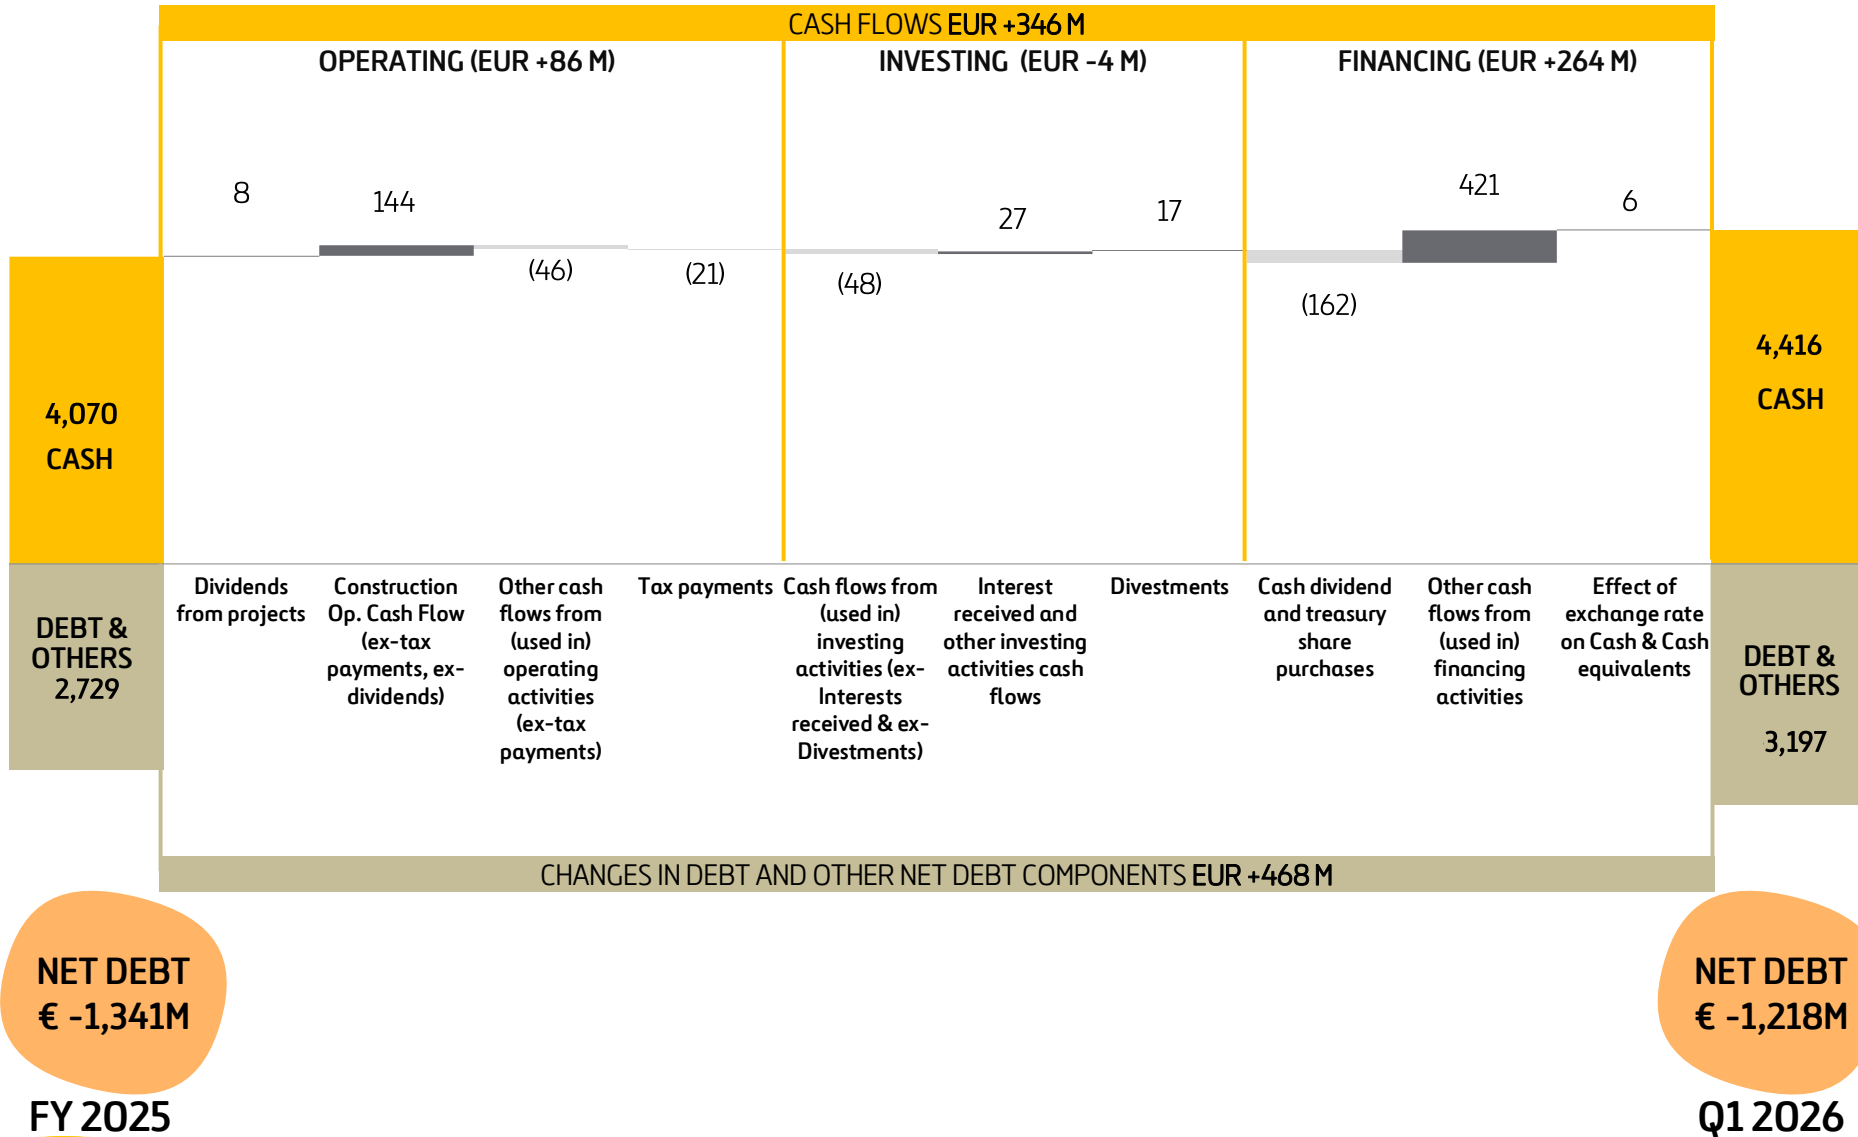 CASH FLOWS EUR +346 M
OPERATING (EUR +86 M)
INVESTING (EUR -4 M)
FINANCING (EUR +264 M)
8
144
(46)
(21)
(48)
27
17
(162)
421
6
4,070
CASH
4,416
CASH
DEBT &
OTHERS
2,729
Dividends
from projects
Construction
Op. Cash Flow
(ex-tax
payments, ex-
dividends)
Other cash
flows from
(used in)
operating
activities
(ex-tax
payments)
Tax payments
Cash flows from
(used in)
investing
activities (ex-
Interests
received & ex-
Divestments)
Interest
received and
other investing
activities cash
flows
Divestments
Cash dividend
and treasury
share
purchases
Other cash
flows from
(used in)
financing
activities
Effect of
exchange rate
on Cash & Cash
equivalents
DEBT &
OTHERS
3,197
CHANGES IN DEBT AND OTHER NET DEBT COMPONENTS EUR +468 M
NET DEBT
€ -1,341M
NET DEBT
€ -1,218M
FY 2025
Q1 2026